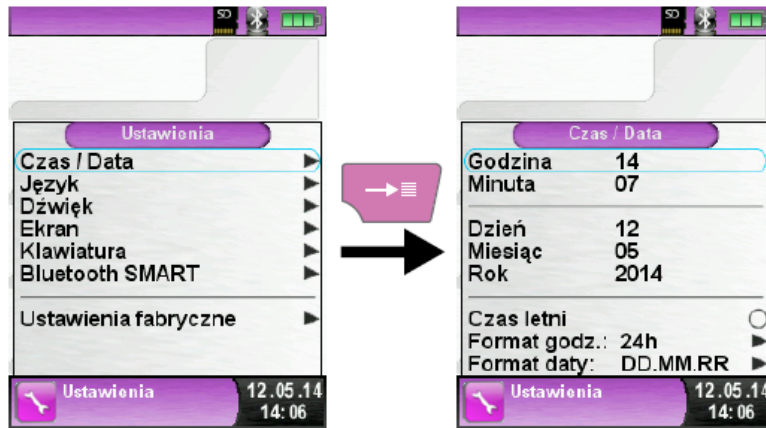 SD
Ustawienia
Czas / Data
Język
Dźwięk
Ekran
Klawiatura
Bluetooth SMART
Ustawienia fabryczne
Ustawienia
12.05.14
14:06
SD
Czas / Data
Godzina 14
Minuta 07
Dzień 12
Miesiąc 05
Rok 2014
Czas letni
Format godz.: 24h
Format daty: DD.MM.RR
Ustawienia
12.05.14
14:06